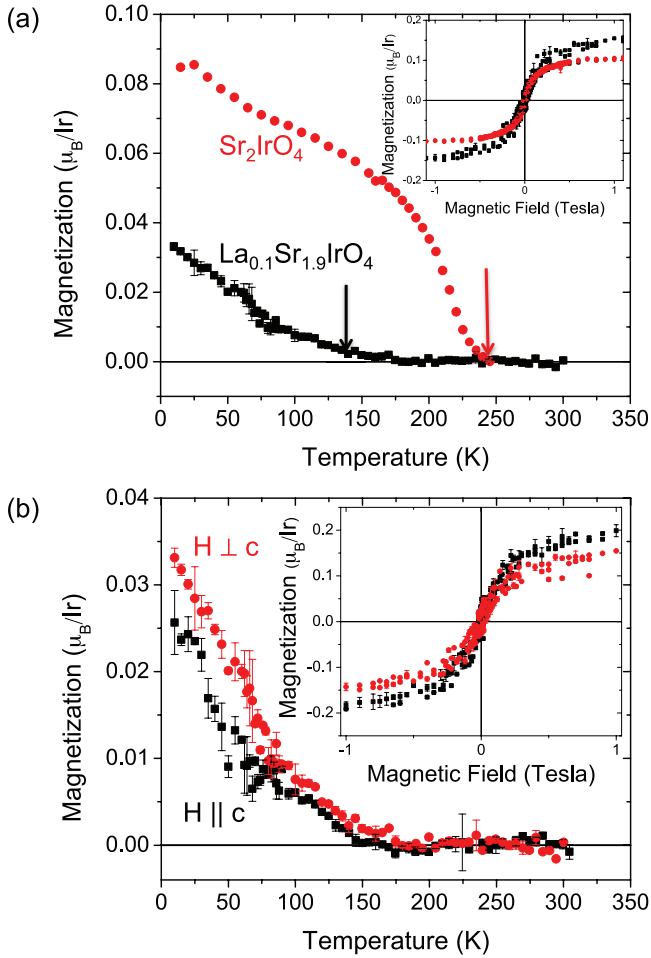 (a)
0.10
0.08
0.06
0.04
0.02
0.00
Magnetization (μB/Ir)
Sr2IrO4
La0.1Sr1.9IrO4
0 50 100 150 200 250 300 350
Temperature (K)
0.2
0.1
0.0
-0.1
-0.2
Magnetization (μB/Ir)
-1 0 1
Magnetic Field (Tesla)
(b)
0.04
0.03
0.02
0.01
0.00
Magnetization (μB/Ir)
H ⊥ c
H || c
0 50 100 150 200 250 300 350
Temperature (K)
0.2
0.1
0.0
-0.1
-0.2
Magnetization (μB/Ir)
-1 0 1
Magnetic Field (Tesla)